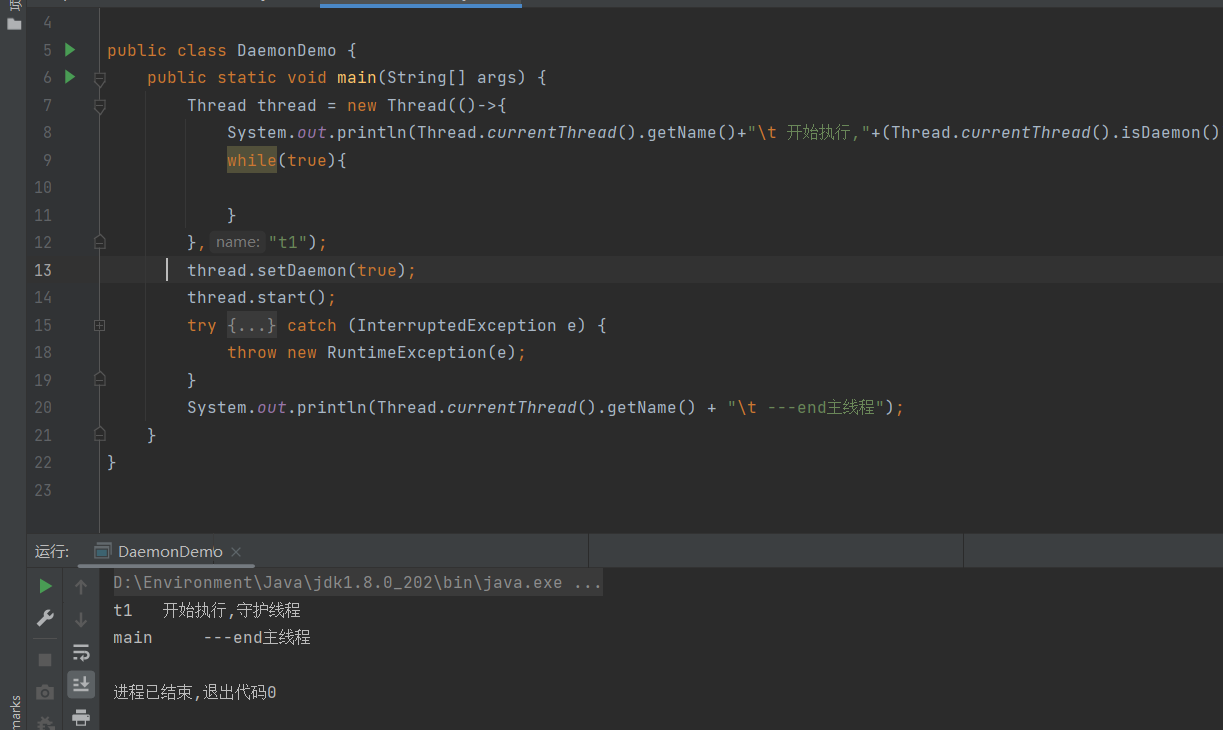 4
5 public class DaemonDemo {
6 public static void main(String[] args) {
7 Thread thread = new Thread(()->{
8 System.out.println(Thread.currentThread().getName()+"\t 开始执行,"+(Thread.currentThread().isDaemon()
9 while(true){
10
11 }
12 }, name: "t1");
13 thread.setDaemon(true);
14 thread.start();
15 try {...} catch (InterruptedException e) {
18 throw new RuntimeException(e);
19 }
20 System.out.println(Thread.currentThread().getName() + "\t ---end主线程");
21 }
22 }
23
运行: DaemonDemo ×
D:\Environment\Java\jdk1.8.0_202\bin\java.exe ...
t1 开始执行,守护线程
main ---end主线程
进程已结束,退出代码0
marks